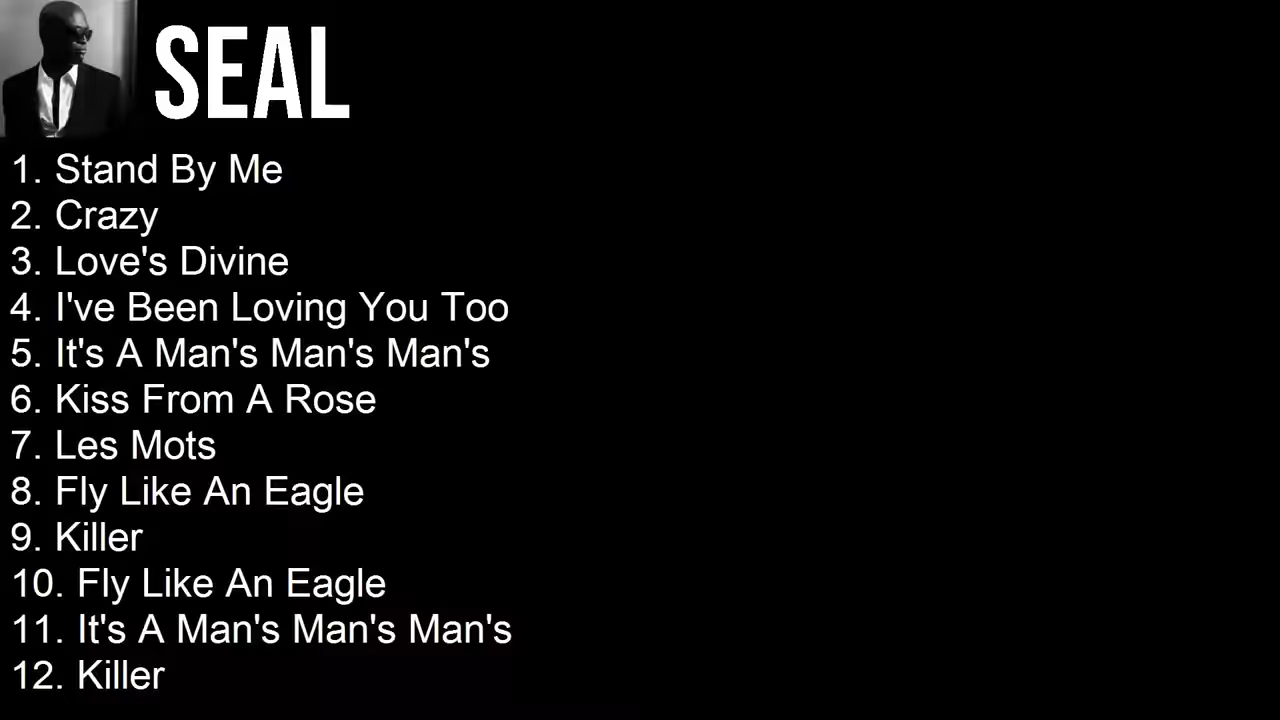 SEAL
1. Stand By Me
2. Crazy
3. Love's Divine
4. I've Been Loving You Too
5. It's A Man's Man's Man's
6. Kiss From A Rose
7. Les Mots
8. Fly Like An Eagle
9. Killer
10. Fly Like An Eagle
11. It's A Man's Man's Man's
12. Killer